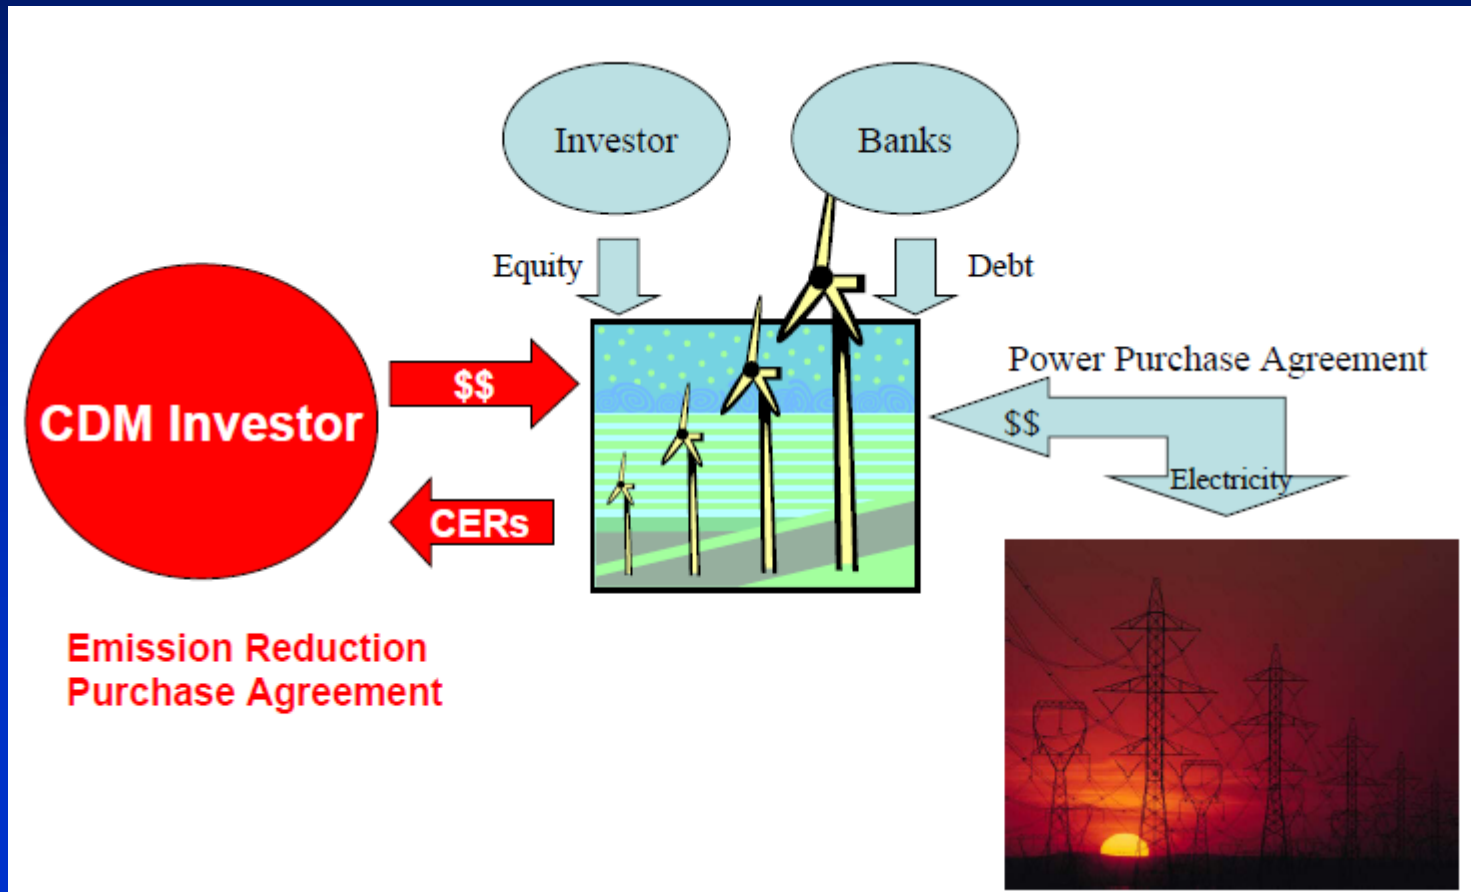 Investor
Banks
Equity
Debt
CDM Investor
$$
Power Purchase Agreement
$$
Electricity
CERs
Emission Reduction
Purchase Agreement